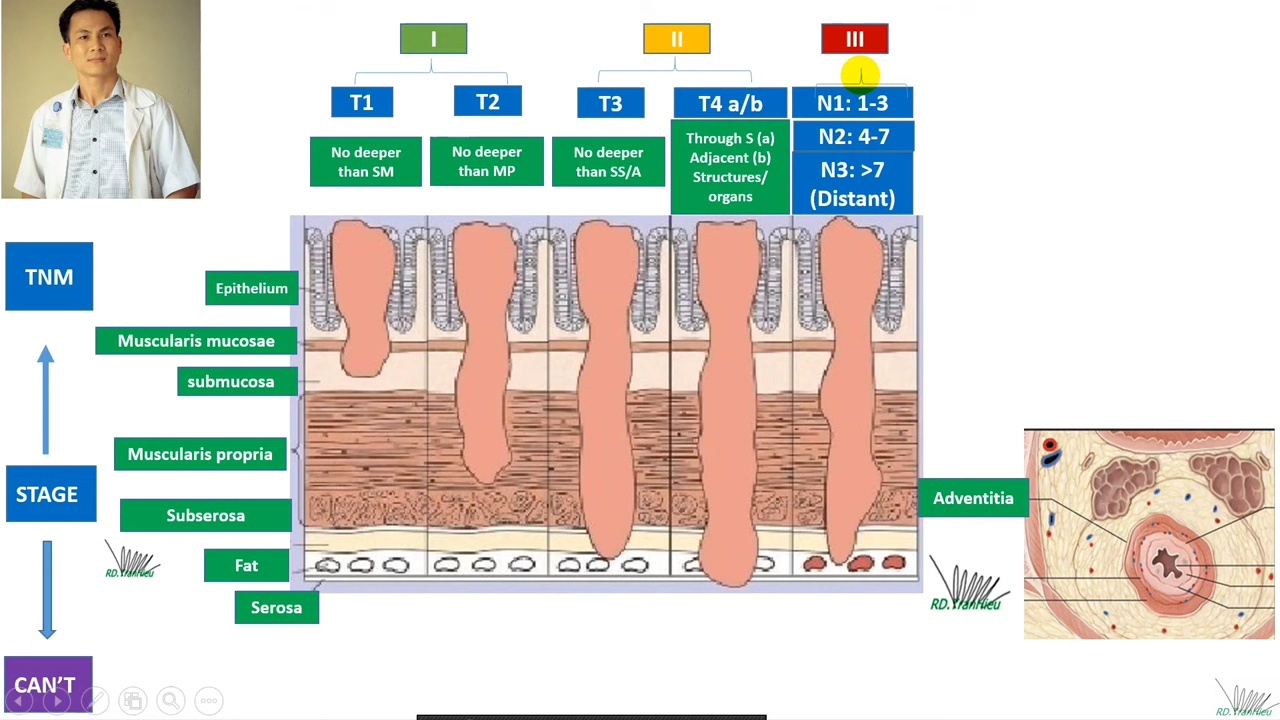 I
II
III
T1
T2
T3
T4 a/b
N1: 1-3
N2: 4-7
N3: >7
(Distant)
No deeper
than SM
No deeper
than MP
No deeper
than SS/A
Through S (a)
Adjacent (b)
Structures/
organs
TNM
STAGE
CAN'T
Epithelium
Muscularis mucosae
submucosa
Muscularis propria
Subserosa
Fat
Serosa
Adventitia
RD.TranHieu
RD.TranHieu
RD.TranHieu